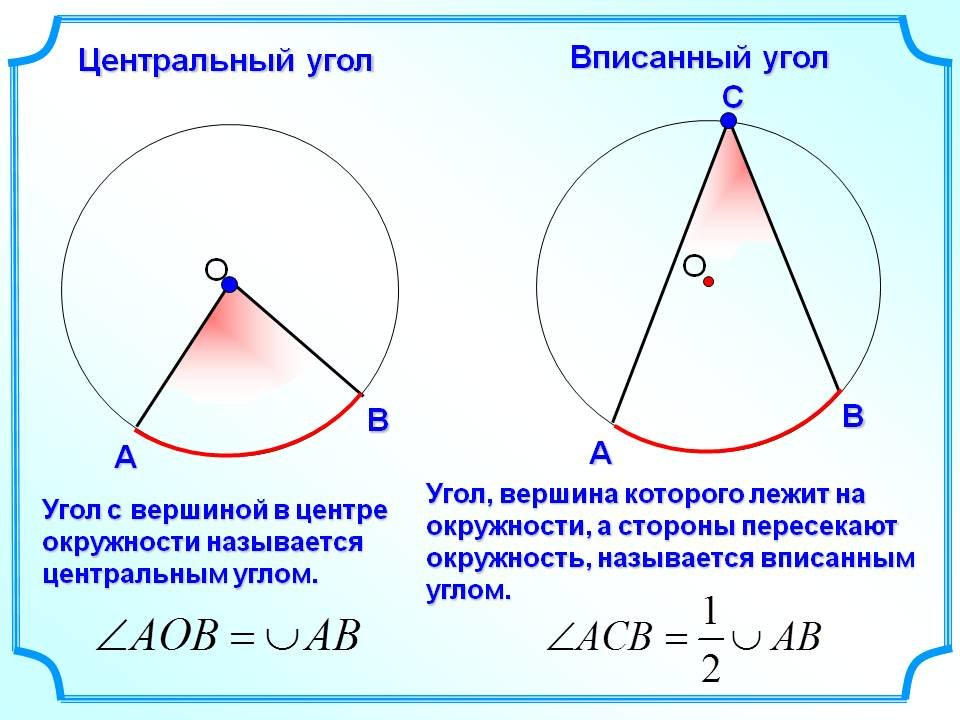 Центральный угол
O
A
B
Угол с вершиной в центре
окружности называется
центральным углом.
∠AOB = ◡ AB
Вписанный угол
C
O
A
B
Угол, вершина которого лежит на
окружности, а стороны пересекают
окружность, называется вписанным
углом.
∠ACB = 1/2 ◡ AB